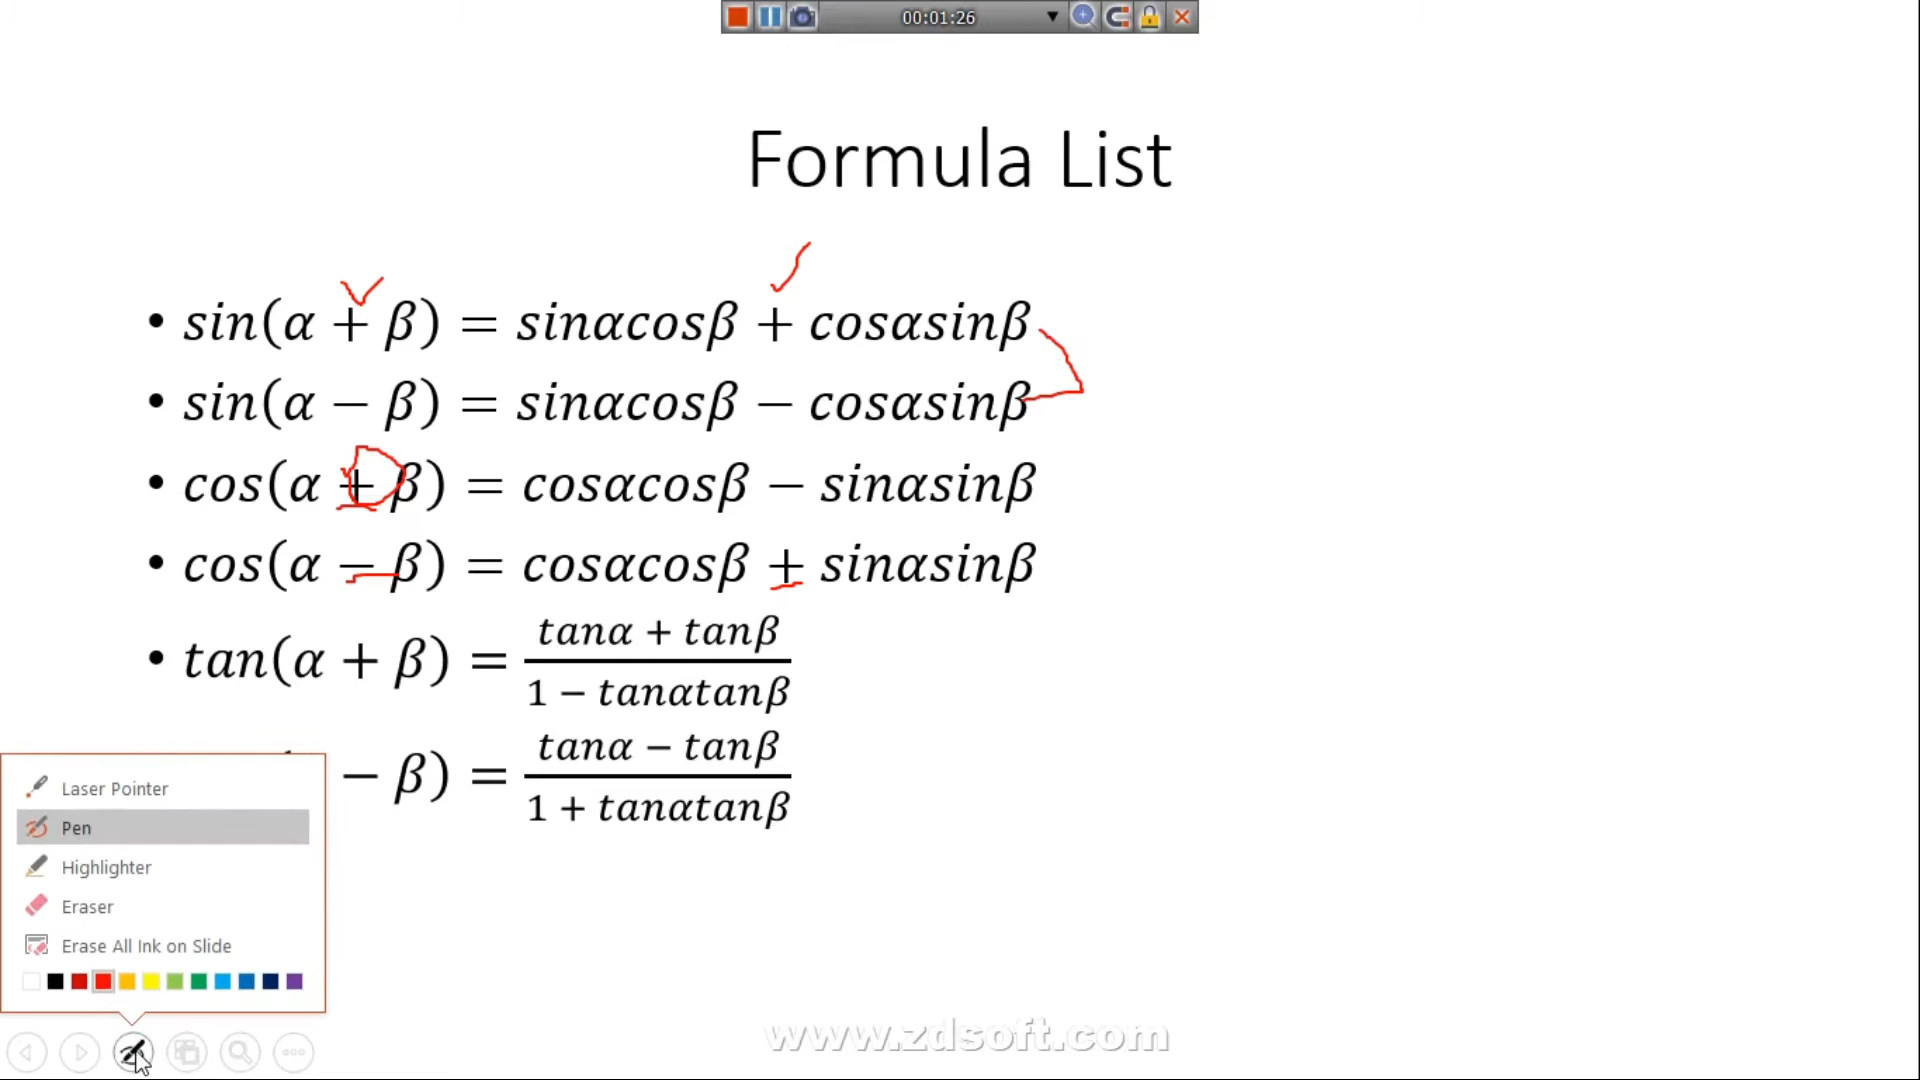 00:01:26
Formula List
• sin(α + β) = sinαcosβ + cosαsinβ
• sin(α − β) = sinαcosβ − cosαsinβ
• cos(α + β) = cosαcosβ − sinαsinβ
• cos(α − β) = cosαcosβ + sinαsinβ
• tan(α + β) = (tanα + tanβ)/(1 − tanαtanβ)
− β) = (tanα − tanβ)/(1 + tanαtanβ)
Laser Pointer
Pen
Highlighter
Eraser
Erase All Ink on Slide
www.zdsoft.com